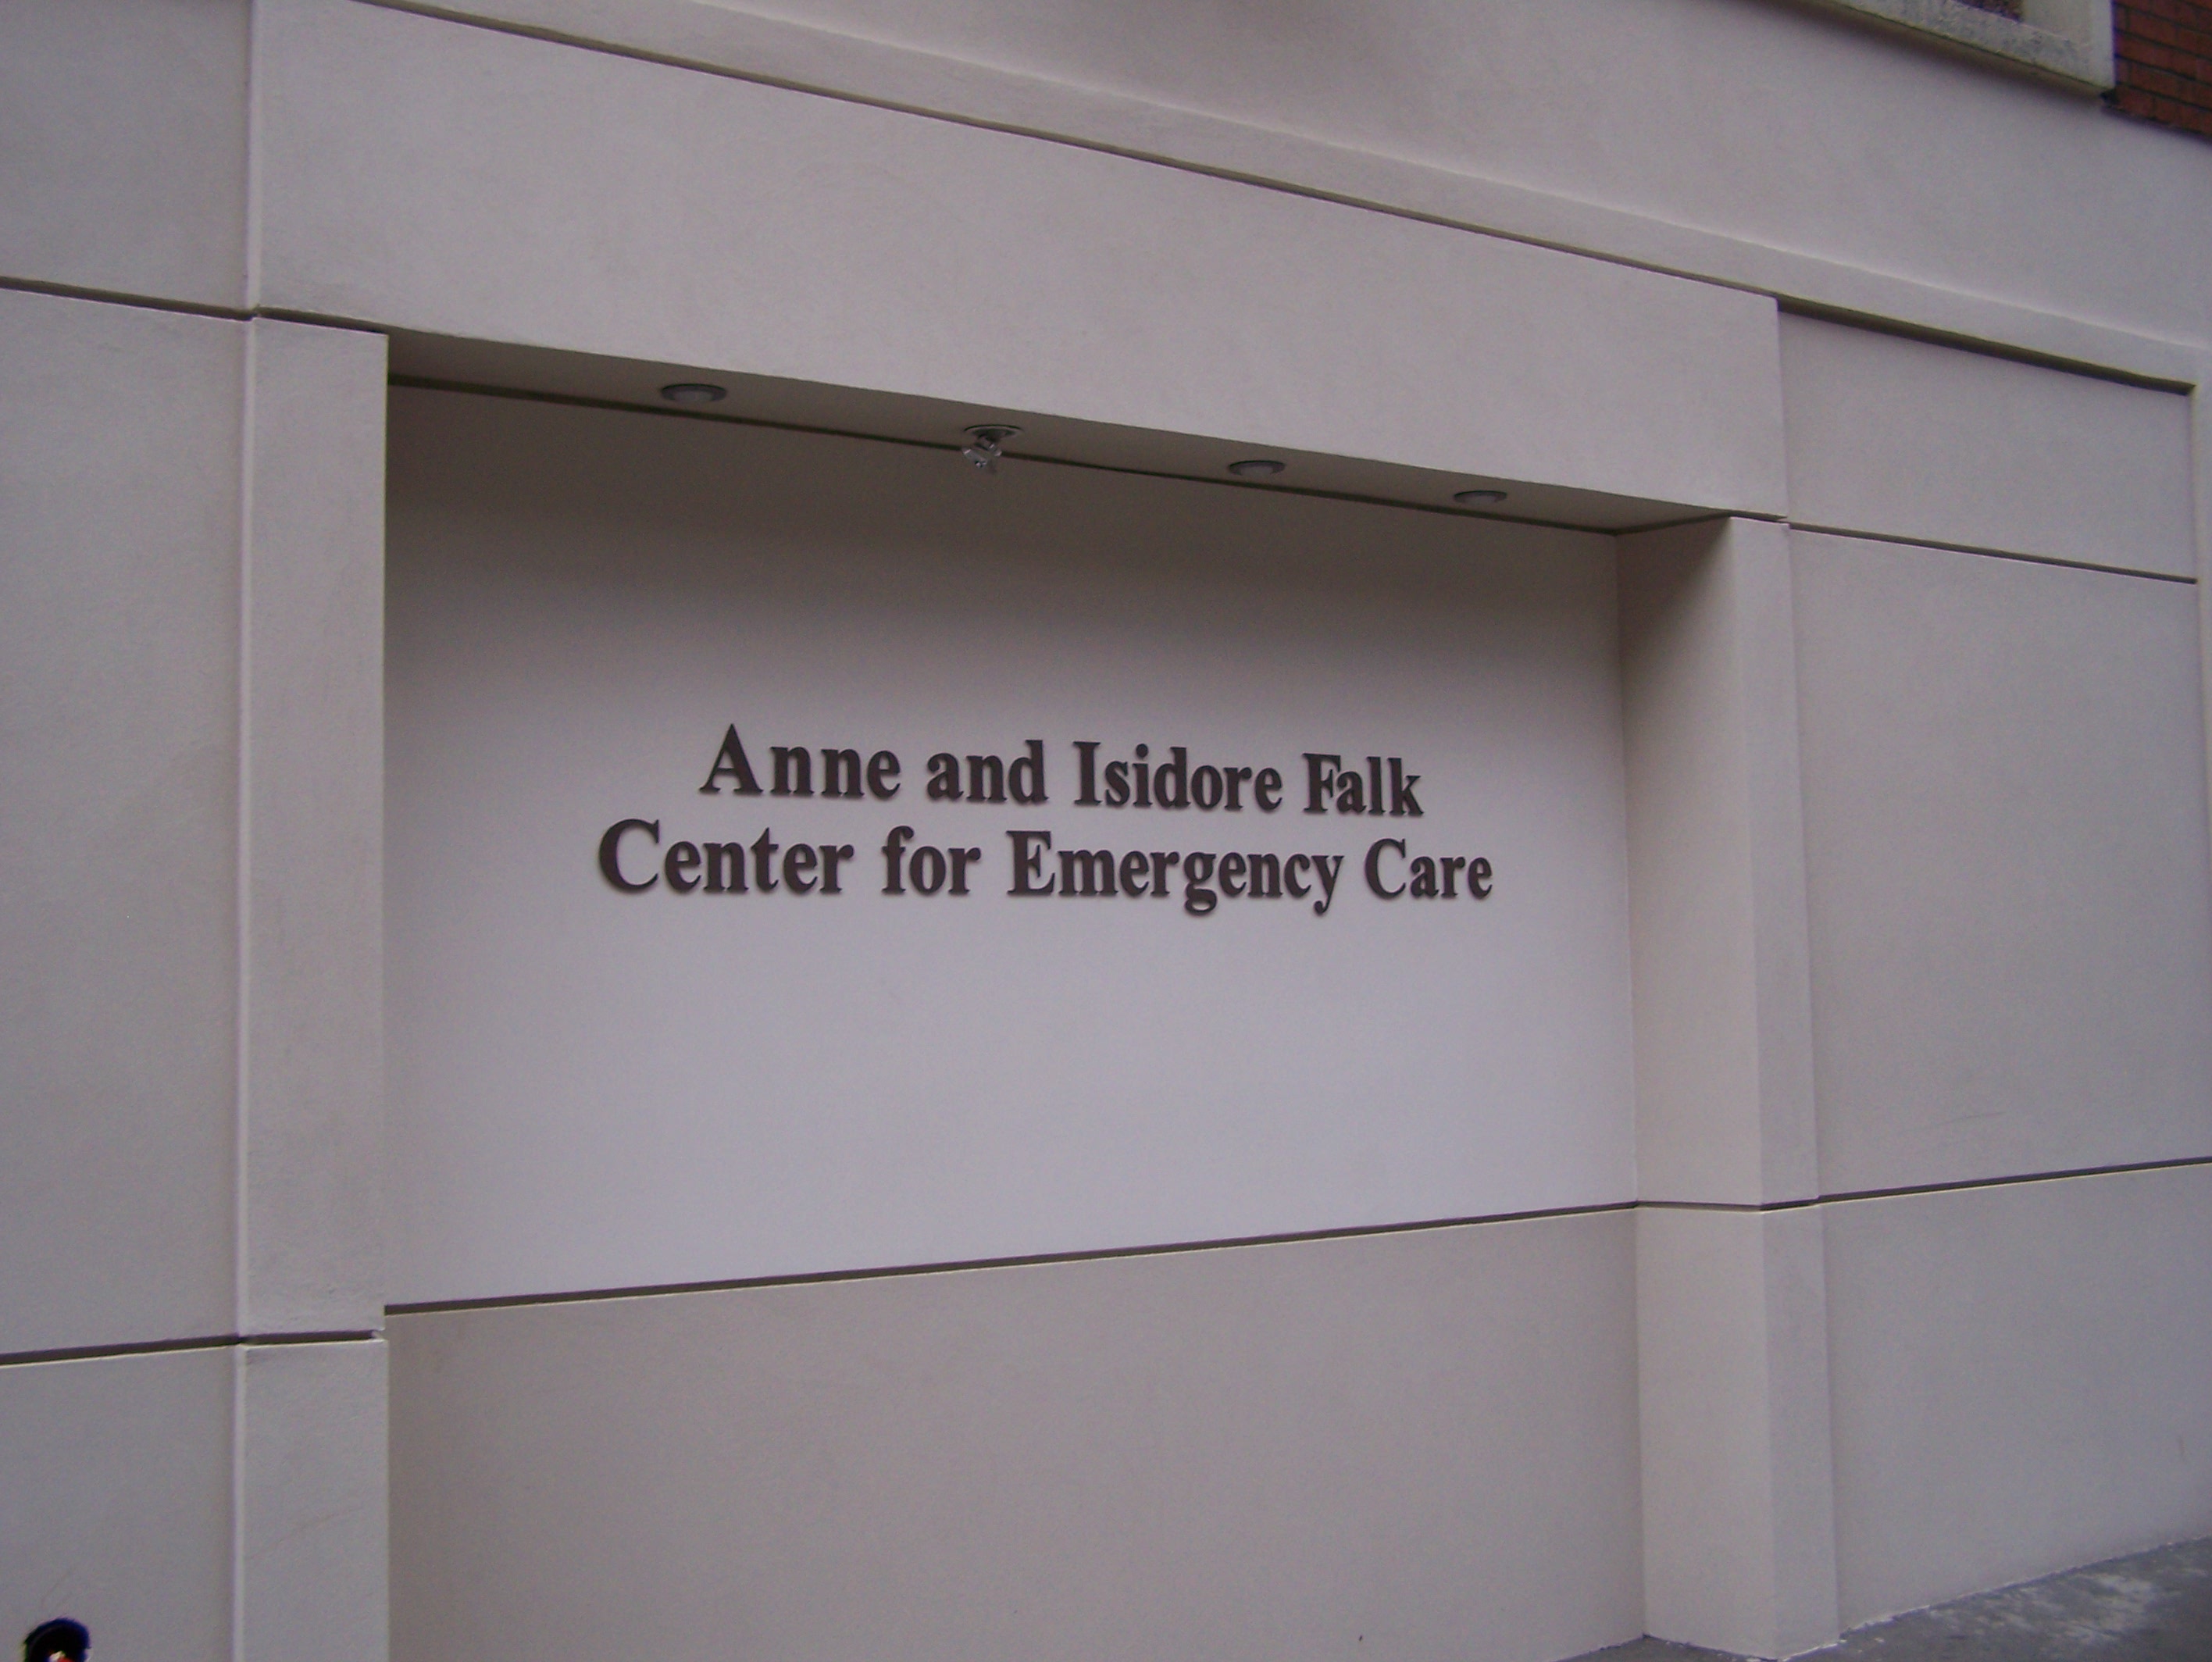 Anne and Isidore Falk
Center for Emergency Care